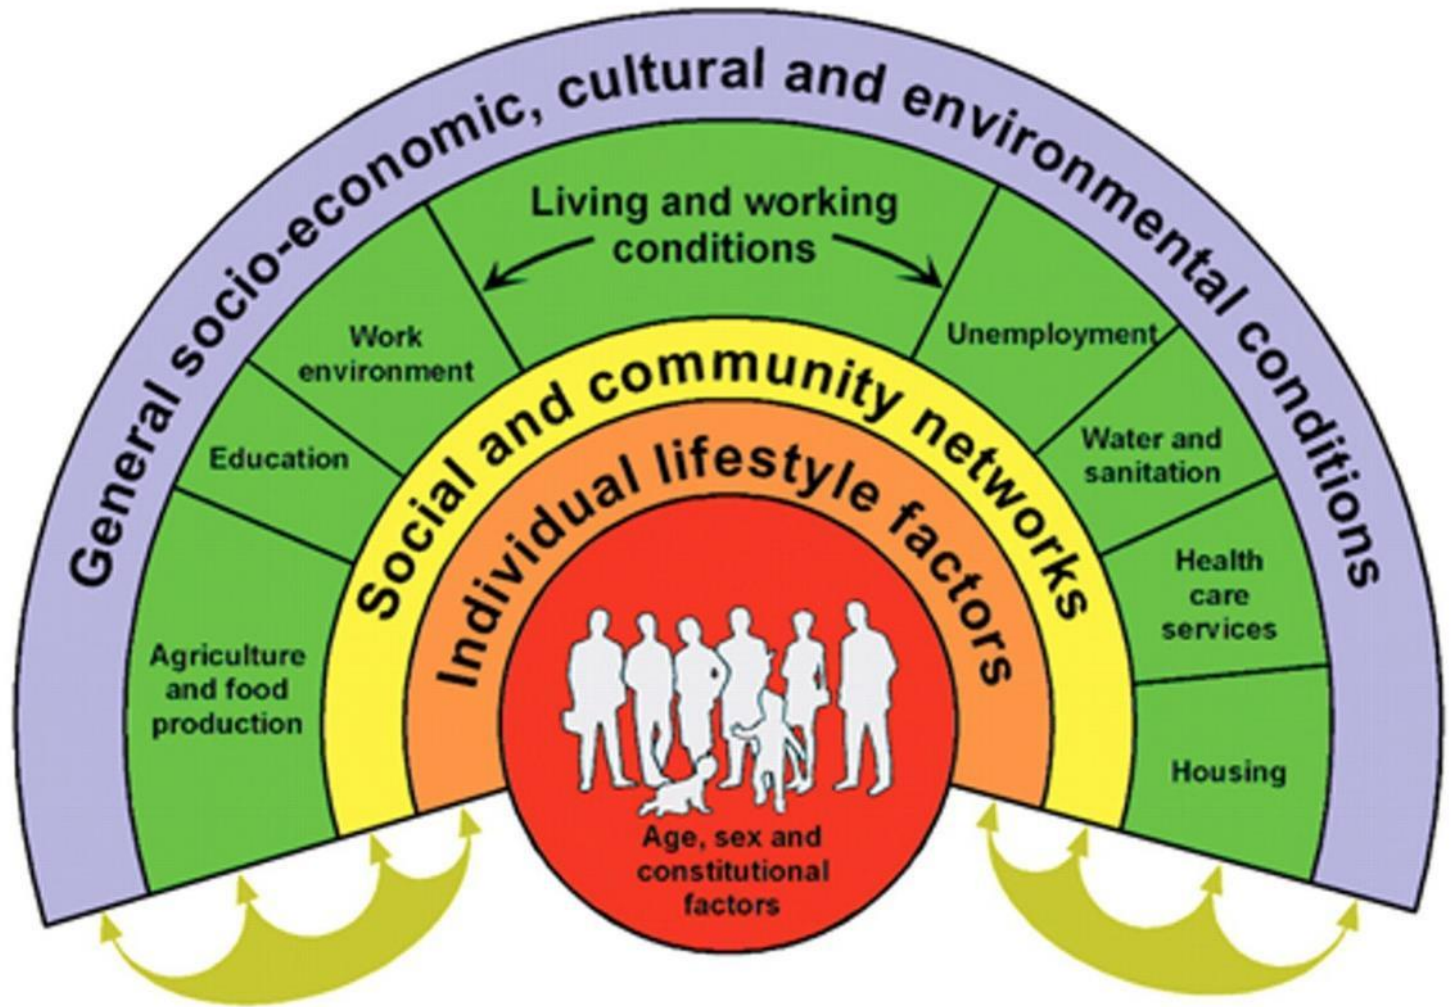 General socio-economic, cultural and environmental conditions
Living and working
conditions
Work
environment
Unemployment
Education
Water and
sanitation
Agriculture
and food
production
Health
care
services
Housing
Social and community networks
Individual lifestyle factors
Age, sex and
constitutional
factors